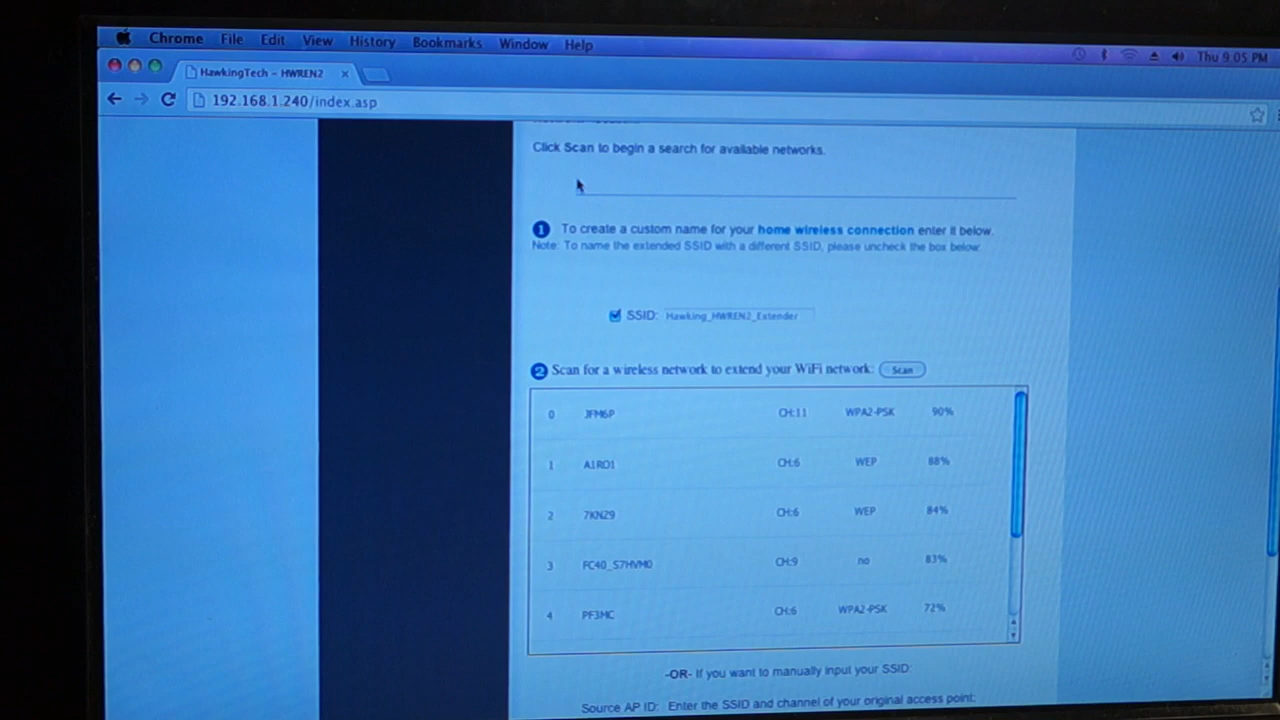 Chrome File Edit View History Bookmarks Window Help Thu 9:05 PM
HawkingTech - HWREN2
192.168.1.240/index.asp
Click Scan to begin a search for available networks.
1 To create a custom name for your home wireless connection enter it below.
Note: To name the extended SSID with a different SSID, please uncheck the box below.
SSID: Hawking_HWREN2_Extender
2 Scan for a wireless network to extend your WiFi network: Scan
0 JFM6P CH:11 WPA2-PSK 90%
1 A1RO1 CH:6 WEP 88%
2 7KNZ9 CH:6 WEP 84%
3 FC40_S7HVM0 CH:9 no 83%
4 PF3MC CH:6 WPA2-PSK 72%
-OR- If you want to manually input your SSID:
Source AP ID: Enter the SSID and channel of your original access point: